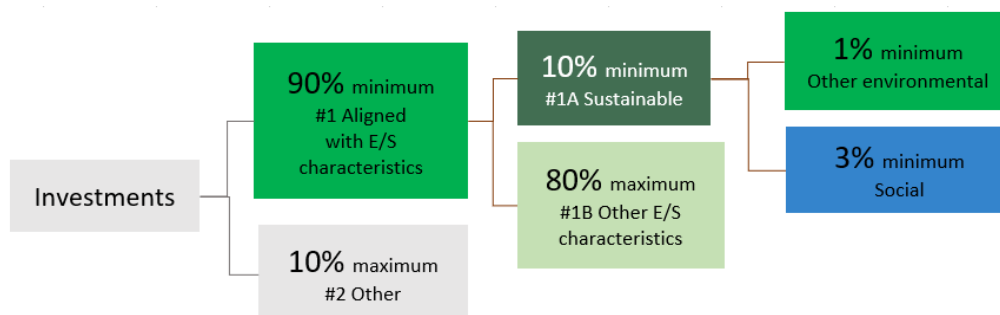 Investments
90% minimum
#1 Aligned
with E/S
characteristics
10% maximum
#2 Other
10% minimum
#1A Sustainable
80% maximum
#1B Other E/S
characteristics
1% minimum
Other environmental
3% minimum
Social